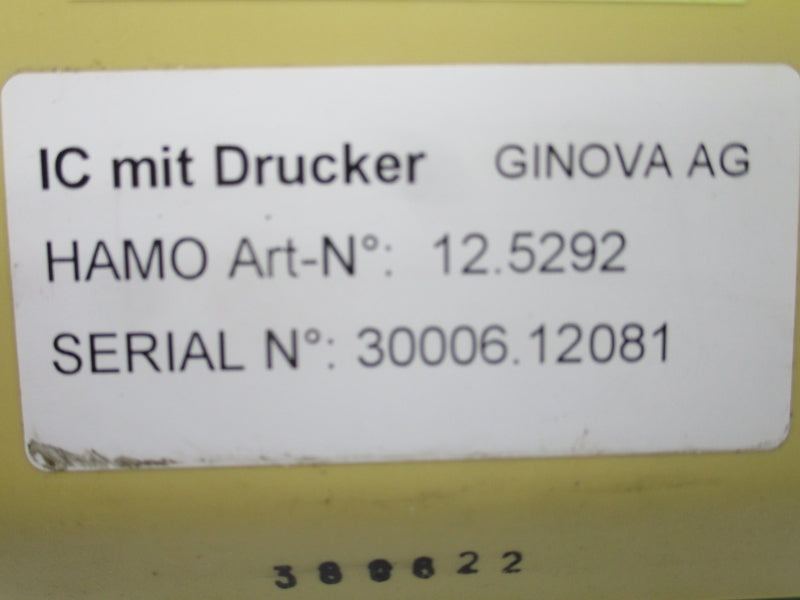 IC mit Drucker GINOVA AG
HAMO Art-N°: 12.5292
SERIAL N°: 30006.12081